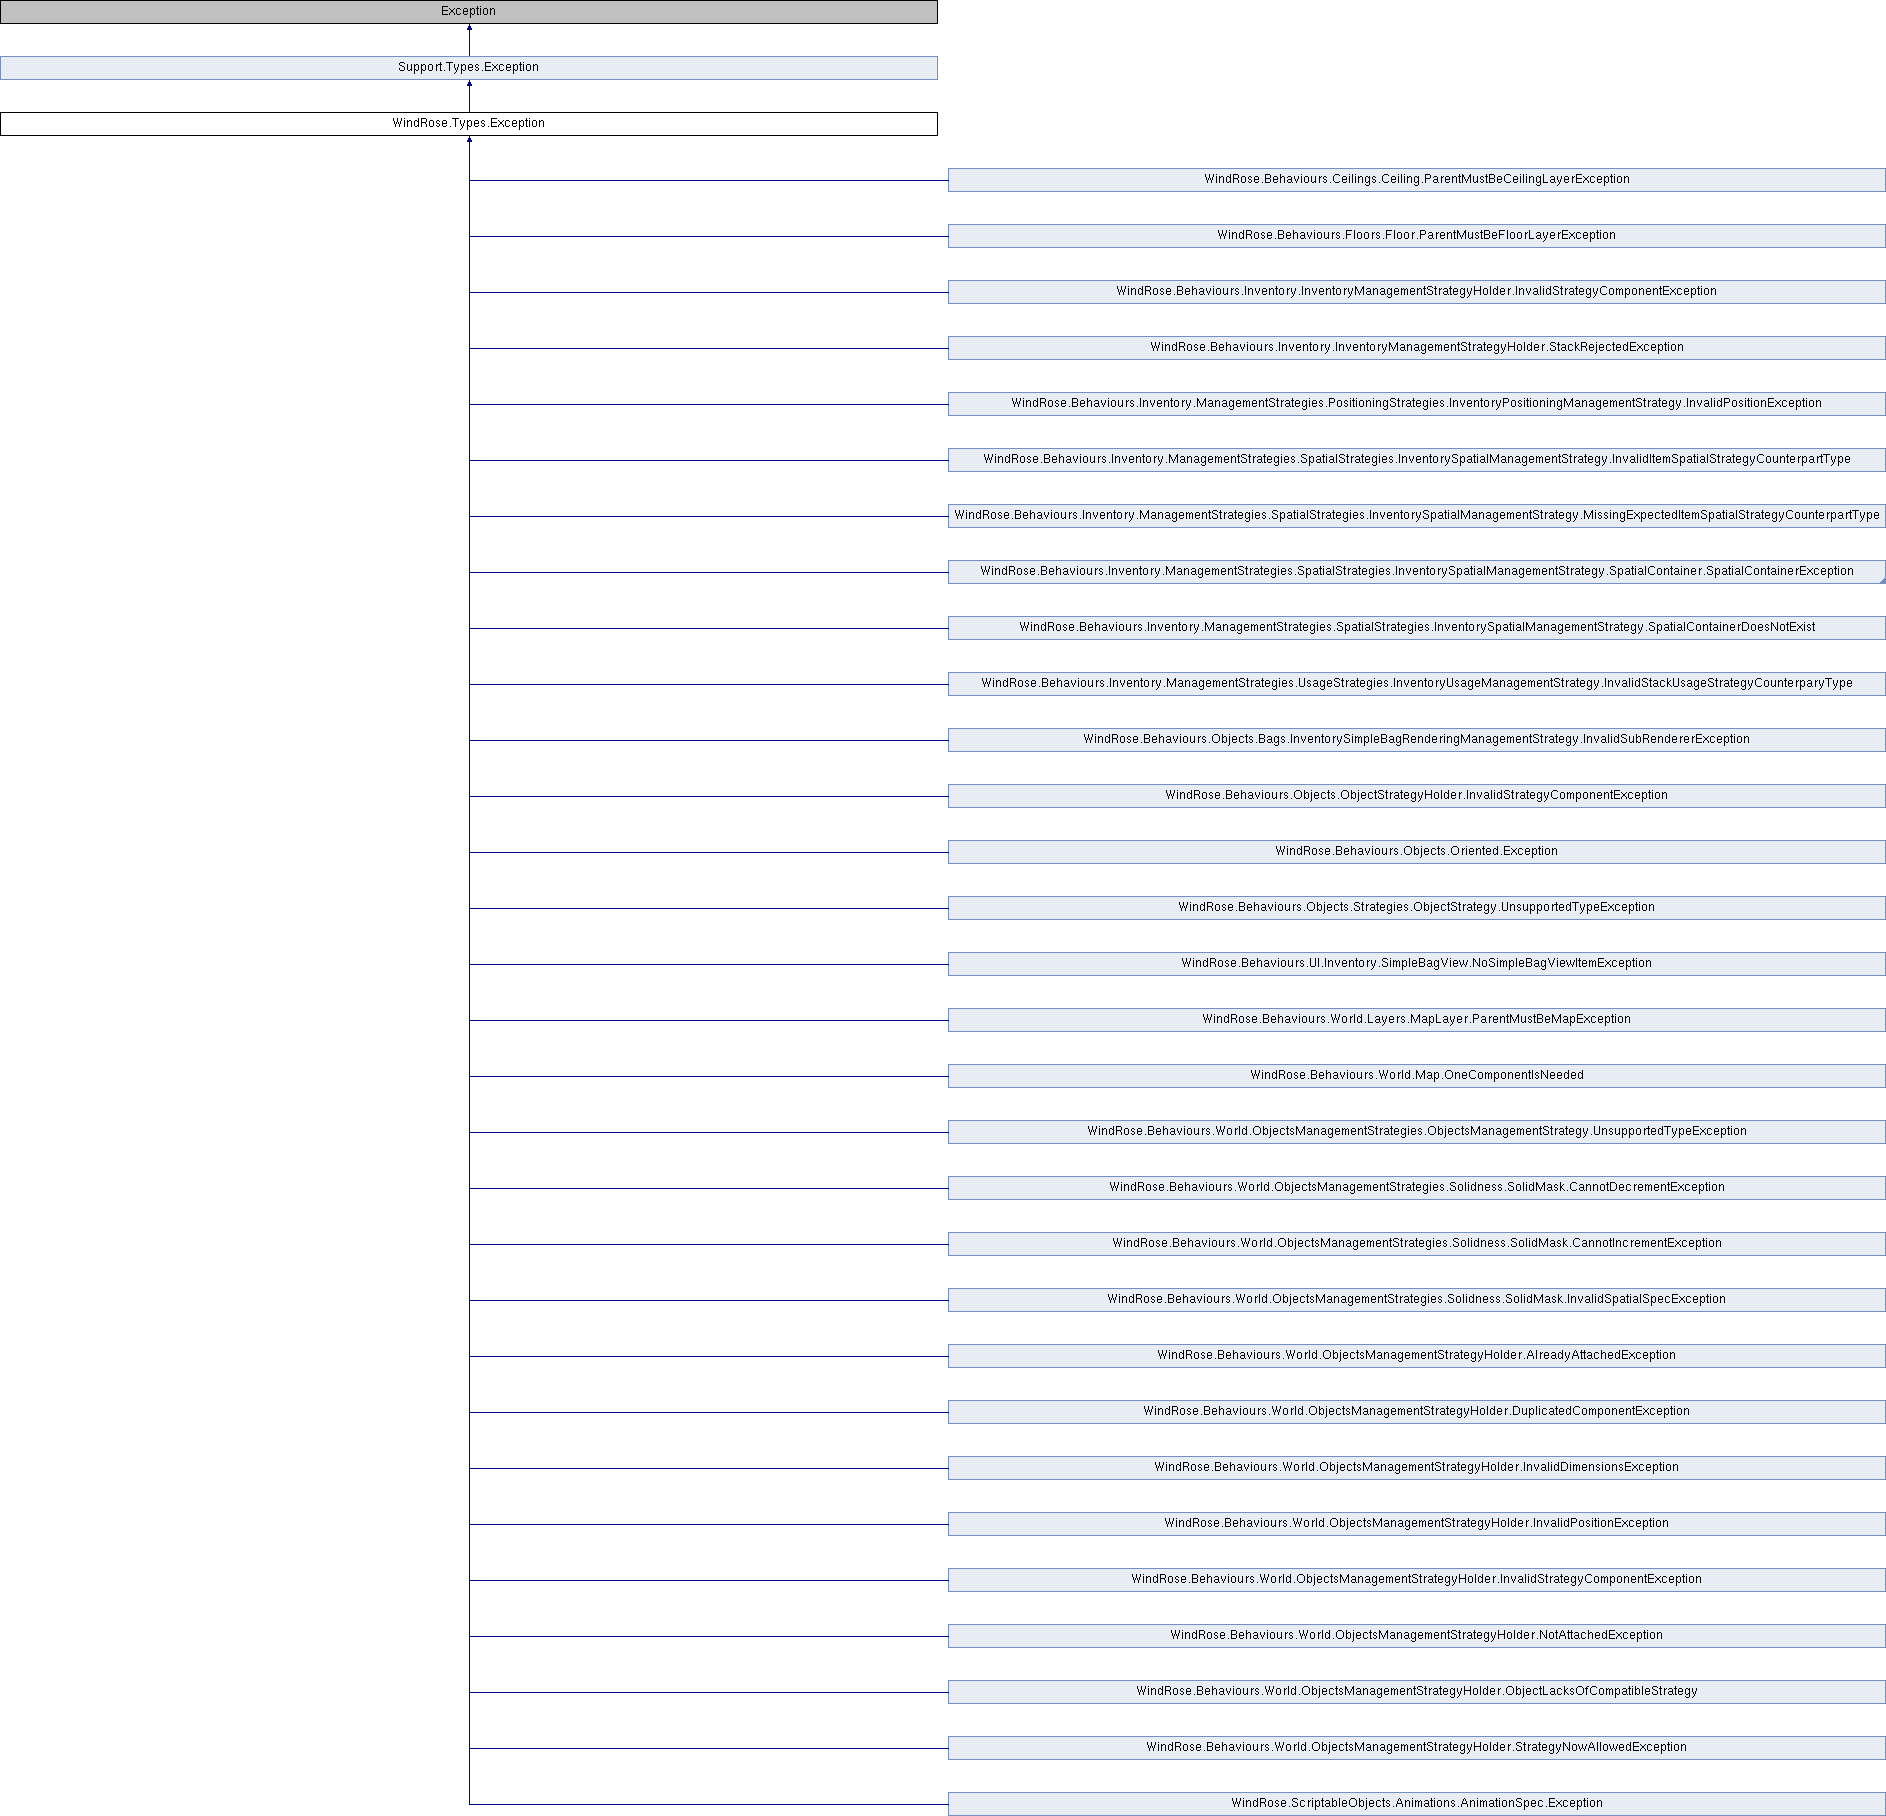 Exception
Support.Types.Exception
WindRose.Types.Exception
WindRose.Behaviours.Ceilings.Ceiling.ParentMustBeCeilingLayerException
WindRose.Behaviours.Floors.Floor.ParentMustBeFloorLayerException
WindRose.Behaviours.Inventory.InventoryManagementStrategyHolder.InvalidStrategyComponentException
WindRose.Behaviours.Inventory.InventoryManagementStrategyHolder.StackRejectedException
WindRose.Behaviours.Inventory.ManagementStrategies.PositioningStrategies.InventoryPositioningManagementStrategy.InvalidPositionException
WindRose.Behaviours.Inventory.ManagementStrategies.SpatialStrategies.InventorySpatialManagementStrategy.InvalidItemSpatialStrategyCounterpartType
WindRose.Behaviours.Inventory.ManagementStrategies.SpatialStrategies.InventorySpatialManagementStrategy.MissingExpectedItemSpatialStrategyCounterpartType
WindRose.Behaviours.Inventory.ManagementStrategies.SpatialStrategies.InventorySpatialManagementStrategy.SpatialContainer.SpatialContainerException
WindRose.Behaviours.Inventory.ManagementStrategies.SpatialStrategies.InventorySpatialManagementStrategy.SpatialContainerDoesNotExist
WindRose.Behaviours.Inventory.ManagementStrategies.UsageStrategies.InventoryUsageManagementStrategy.InvalidStackUsageStrategyCounterparyType
WindRose.Behaviours.Objects.Bags.InventorySimpleBagRenderingManagementStrategy.InvalidSubRendererException
WindRose.Behaviours.Objects.ObjectStrategyHolder.InvalidStrategyComponentException
WindRose.Behaviours.Objects.Oriented.Exception
WindRose.Behaviours.Objects.Strategies.ObjectStrategy.UnsupportedTypeException
WindRose.Behaviours.UI.Inventory.SimpleBagView.NoSimpleBagViewItemException
WindRose.Behaviours.World.Layers.MapLayer.ParentMustBeMapException
WindRose.Behaviours.World.Map.OneComponentIsNeeded
WindRose.Behaviours.World.ObjectsManagementStrategies.ObjectsManagementStrategy.UnsupportedTypeException
WindRose.Behaviours.World.ObjectsManagementStrategies.Solidness.SolidMask.CannotDecrementException
WindRose.Behaviours.World.ObjectsManagementStrategies.Solidness.SolidMask.CannotIncrementException
WindRose.Behaviours.World.ObjectsManagementStrategies.Solidness.SolidMask.InvalidSpatialSpecException
WindRose.Behaviours.World.ObjectsManagementStrategyHolder.AlreadyAttachedException
WindRose.Behaviours.World.ObjectsManagementStrategyHolder.DuplicatedComponentException
WindRose.Behaviours.World.ObjectsManagementStrategyHolder.InvalidDimensionsException
WindRose.Behaviours.World.ObjectsManagementStrategyHolder.InvalidPositionException
WindRose.Behaviours.World.ObjectsManagementStrategyHolder.InvalidStrategyComponentException
WindRose.Behaviours.World.ObjectsManagementStrategyHolder.NotAttachedException
WindRose.Behaviours.World.ObjectsManagementStrategyHolder.ObjectLacksOfCompatibleStrategy
WindRose.Behaviours.World.ObjectsManagementStrategyHolder.StrategyNowAllowedException
WindRose.ScriptableObjects.Animations.AnimationSpec.Exception